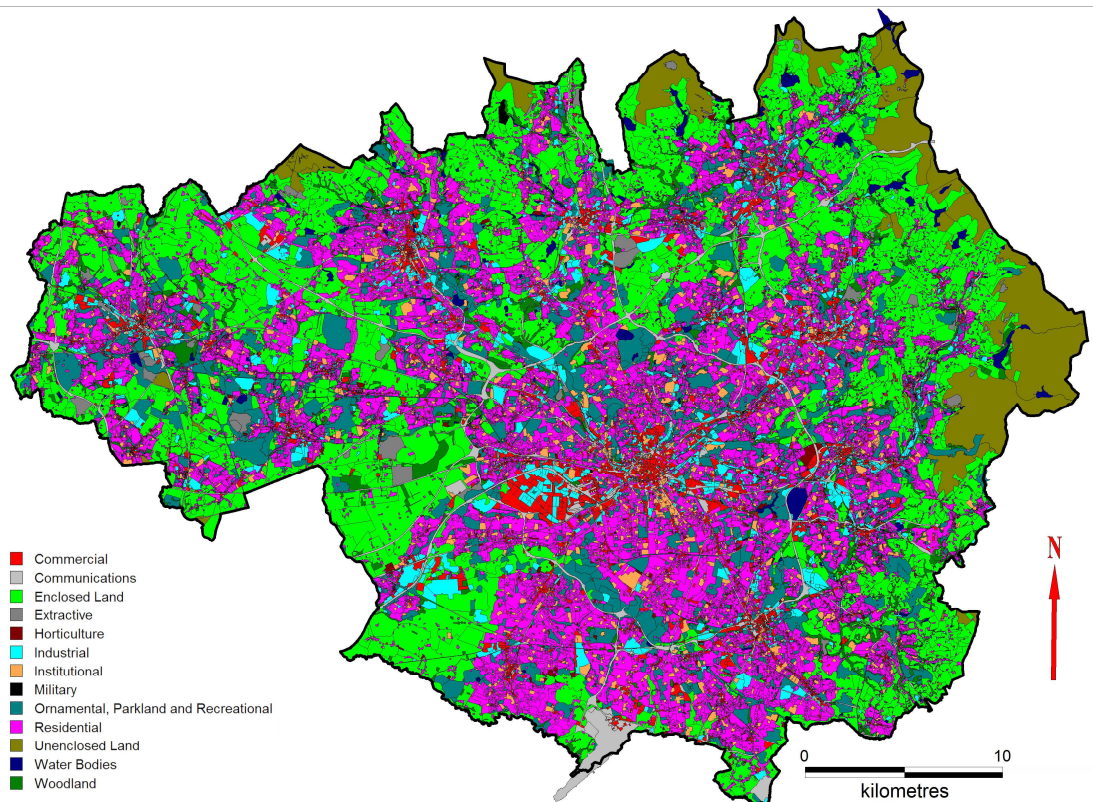 Commercial
Communications
Enclosed Land
Extractive
Horticulture
Industrial
Institutional
Military
Ornamental, Parkland and Recreational
Residential
Unenclosed Land
Water Bodies
Woodland
N
0 10
kilometres